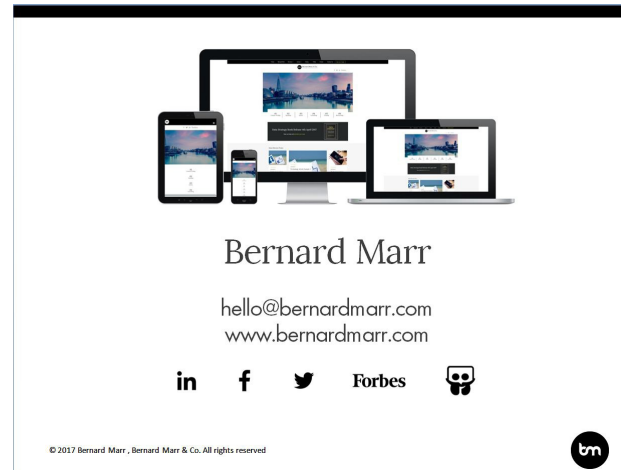 Bernard Marr
hello@bernardmarr.com
www.bernardmarr.com
in f Forbes
© 2017 Bernard Marr , Bernard Marr & Co. All rights reserved
bm